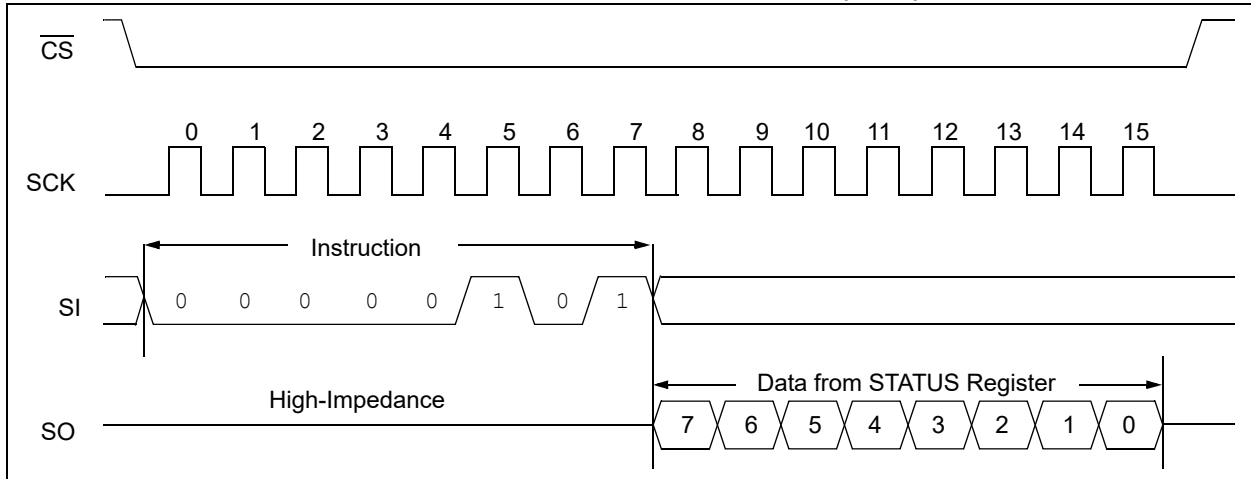 CS
0 1 2 3 4 5 6 7 8 9 10 11 12 13 14 15
SCK
Instruction
SI 0 0 0 0 0 1 0 1
Data from STATUS Register
High-Impedance
SO 7 6 5 4 3 2 1 0